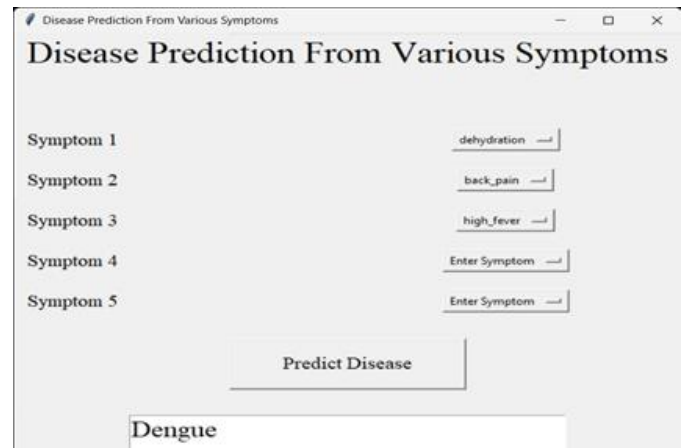 Disease Prediction From Various Symptoms
Disease Prediction From Various Symptoms
Symptom 1 dehydration
Symptom 2 back_pain
Symptom 3 high_fever
Symptom 4 Enter Symptom
Symptom 5 Enter Symptom
Predict Disease
Dengue